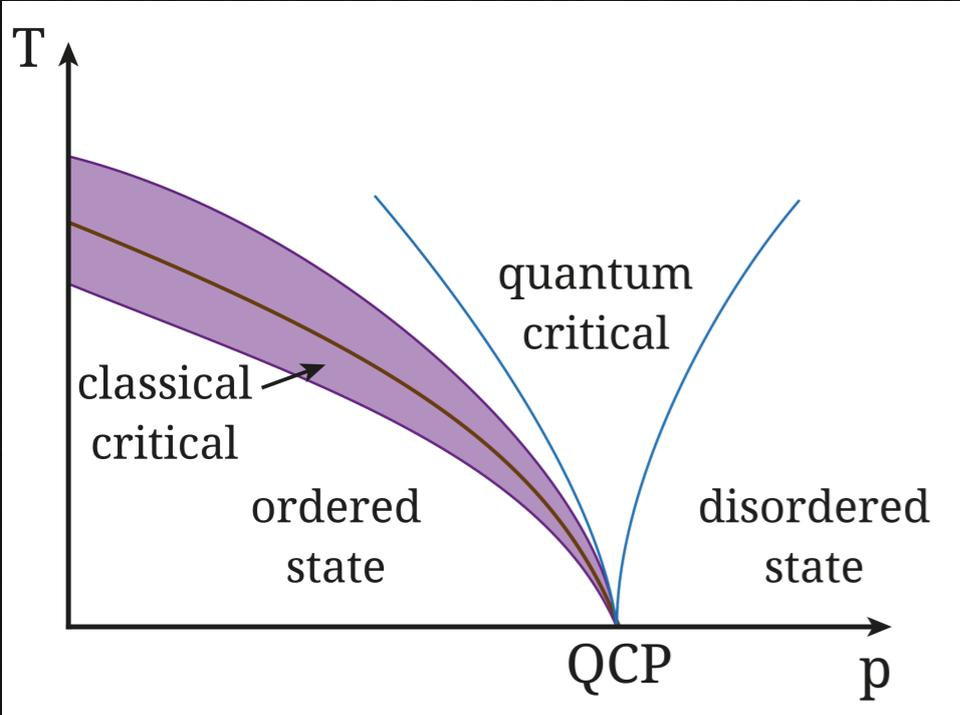 T
quantum
critical
classical
critical
ordered
state
disordered
state
QCP
p